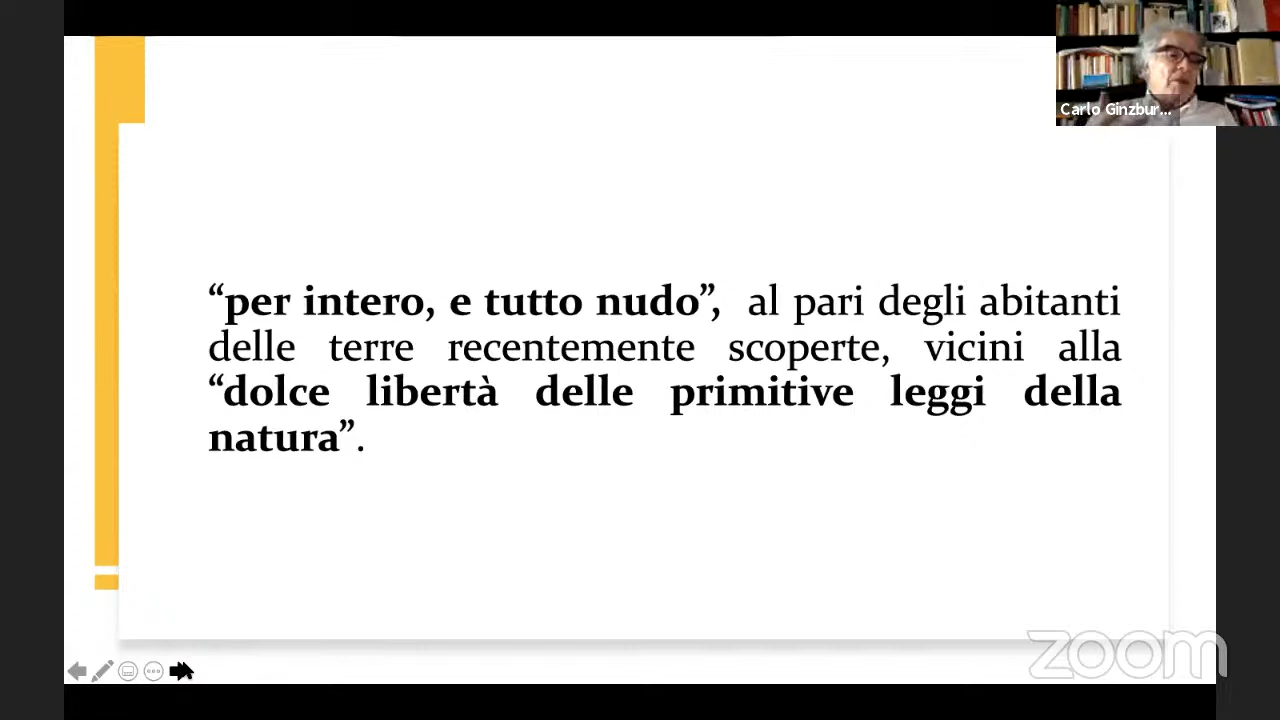 Carlo Ginzbur...
“per intero, e tutto nudo”, al pari degli abitanti
delle terre recentemente scoperte, vicini alla
“dolce libertà delle primitive leggi della
natura”.
zoom